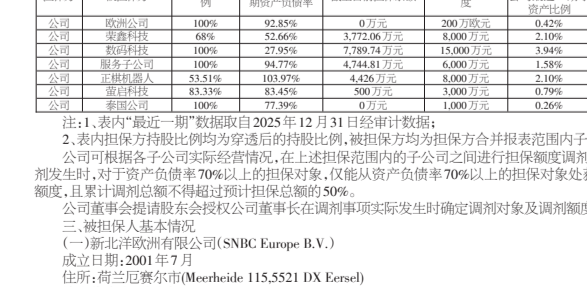 例 期资产负债率 度 资产比例
公司 欧洲公司 100% 92.85% 0万元 200万欧元 0.42%
公司 荣鑫科技 68% 52.66% 3,772.06万元 8,000万元 2.10%
公司 数码科技 100% 27.95% 7,789.74万元 15,000万元 3.94%
公司 服务子公司 100% 94.77% 4,744.81万元 6,000万元 1.58%
公司 正棋机器人 53.51% 103.97% 4,426万元 8,000万元 2.10%
公司 萤启科技 83.33% 83.45% 500万元 3,000万元 0.79%
公司 泰国公司 100% 77.39% 0万元 1,000万元 0.26%
注:1、表内“最近一期”数据取自2025年12月31日经审计数据;
2、表内担保方持股比例均为穿透后的持股比例,被担保方均为担保方合并报表范围内子
公司可根据各子公司实际经营情况,在上述担保范围内的子公司之间进行担保额度调剂
剂发生时,对于资产负债率70%以上的担保对象,仅能从资产负债率70%以上的担保对象处获
额度,且累计调剂总额不得超过预计担保总额的50%。
公司董事会提请股东会授权公司董事长在调剂事项实际发生时确定调剂对象及调剂额度
三、被担保人基本情况
(一)新北洋欧洲有限公司(SNBC Europe B.V.)
成立日期:2001年7月
住所:荷兰厄赛尔市(Meerheide 115,5521 DX Eersel)